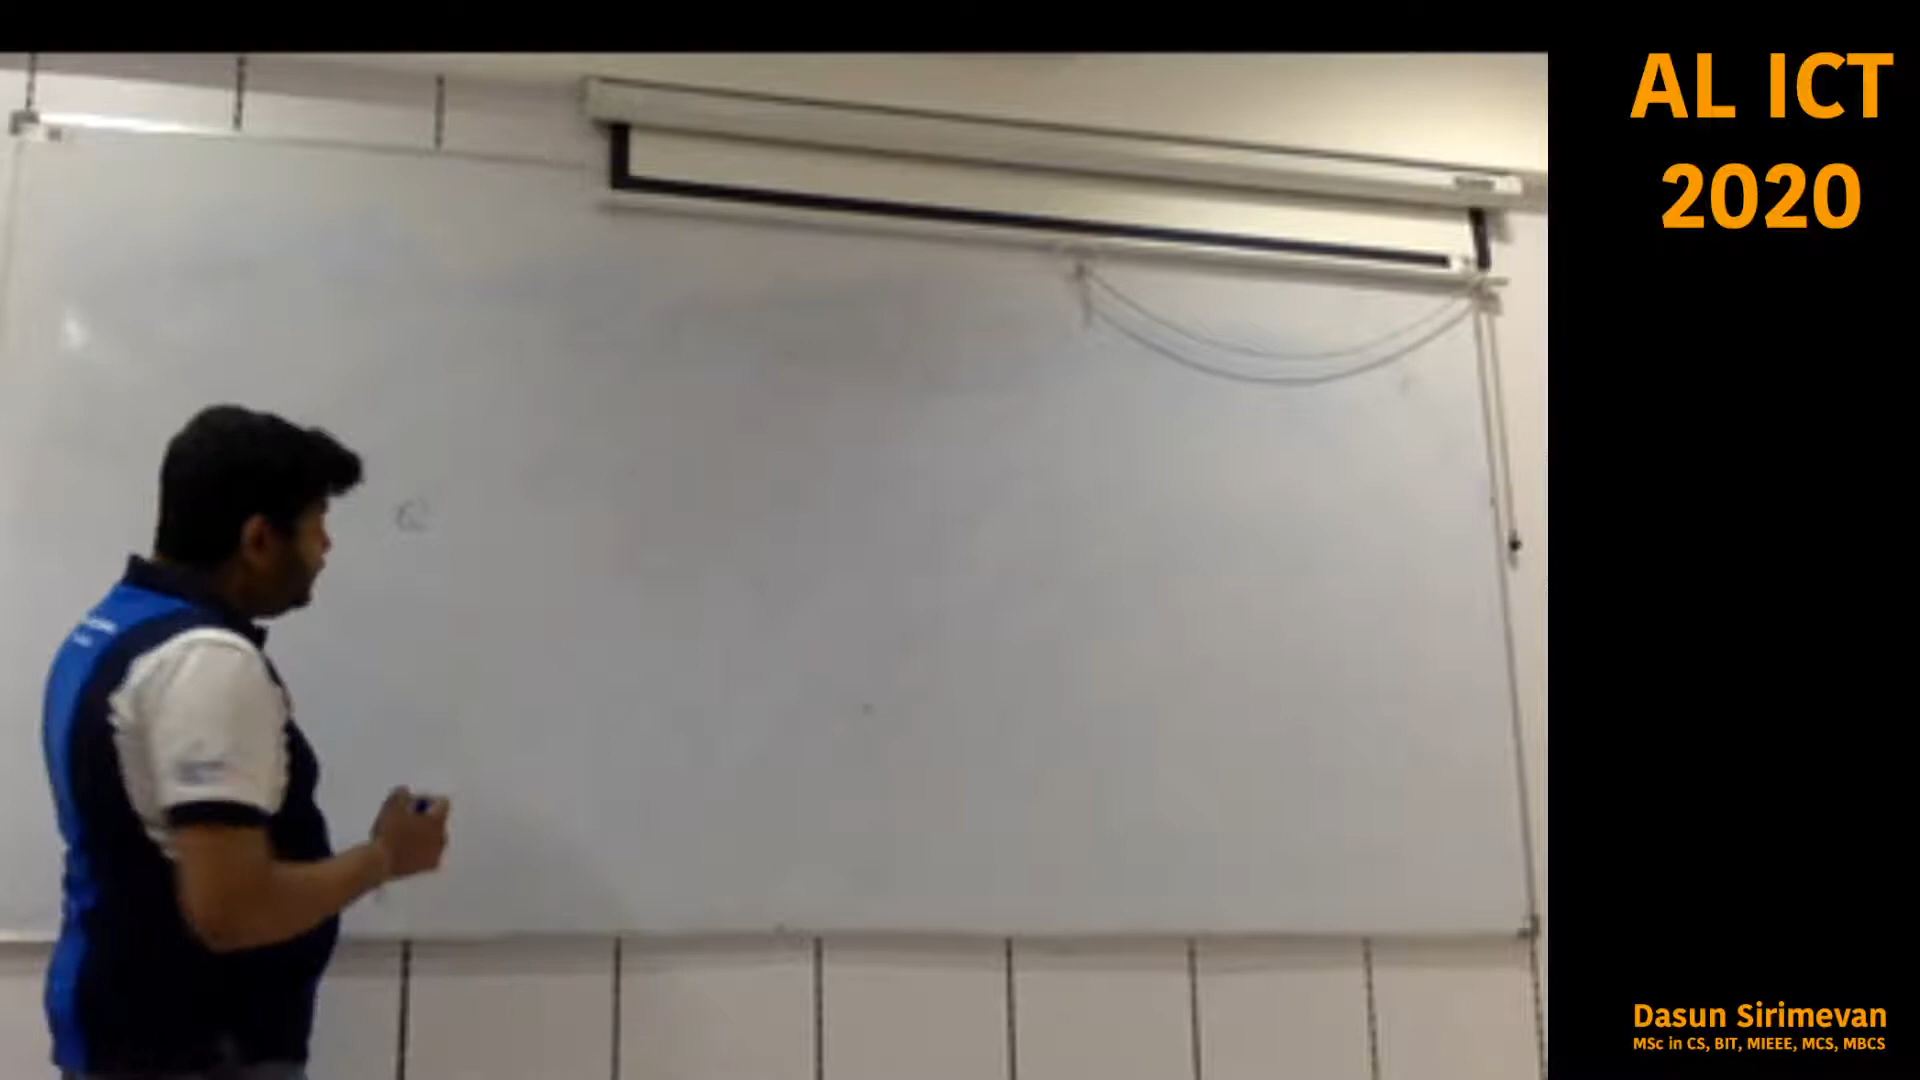 AL ICT
2020
Dasun Sirimevan
MSc in CS, BIT, MIEEE, MCS, MBCS